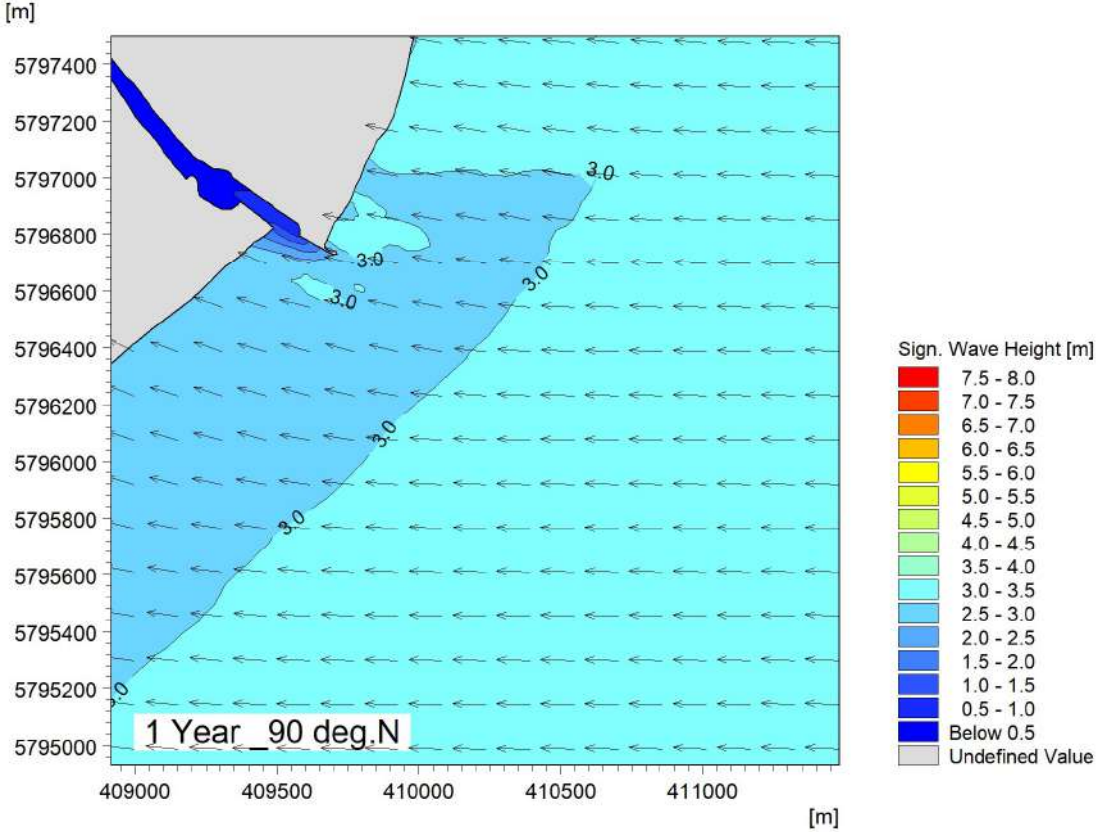 [m]
5797400
5797200
5797000
5796800
5796600
5796400
5796200
5796000
5795800
5795600
5795400
5795200
5795000
3.0
3.0
3.0
3.0
3.0
3.0
3.0
1 Year _90 deg.N
409000 409500 410000 410500 411000
[m]
Sign. Wave Height [m]
7.5 - 8.0
7.0 - 7.5
6.5 - 7.0
6.0 - 6.5
5.5 - 6.0
5.0 - 5.5
4.5 - 5.0
4.0 - 4.5
3.5 - 4.0
3.0 - 3.5
2.5 - 3.0
2.0 - 2.5
1.5 - 2.0
1.0 - 1.5
0.5 - 1.0
Below 0.5
Undefined Value